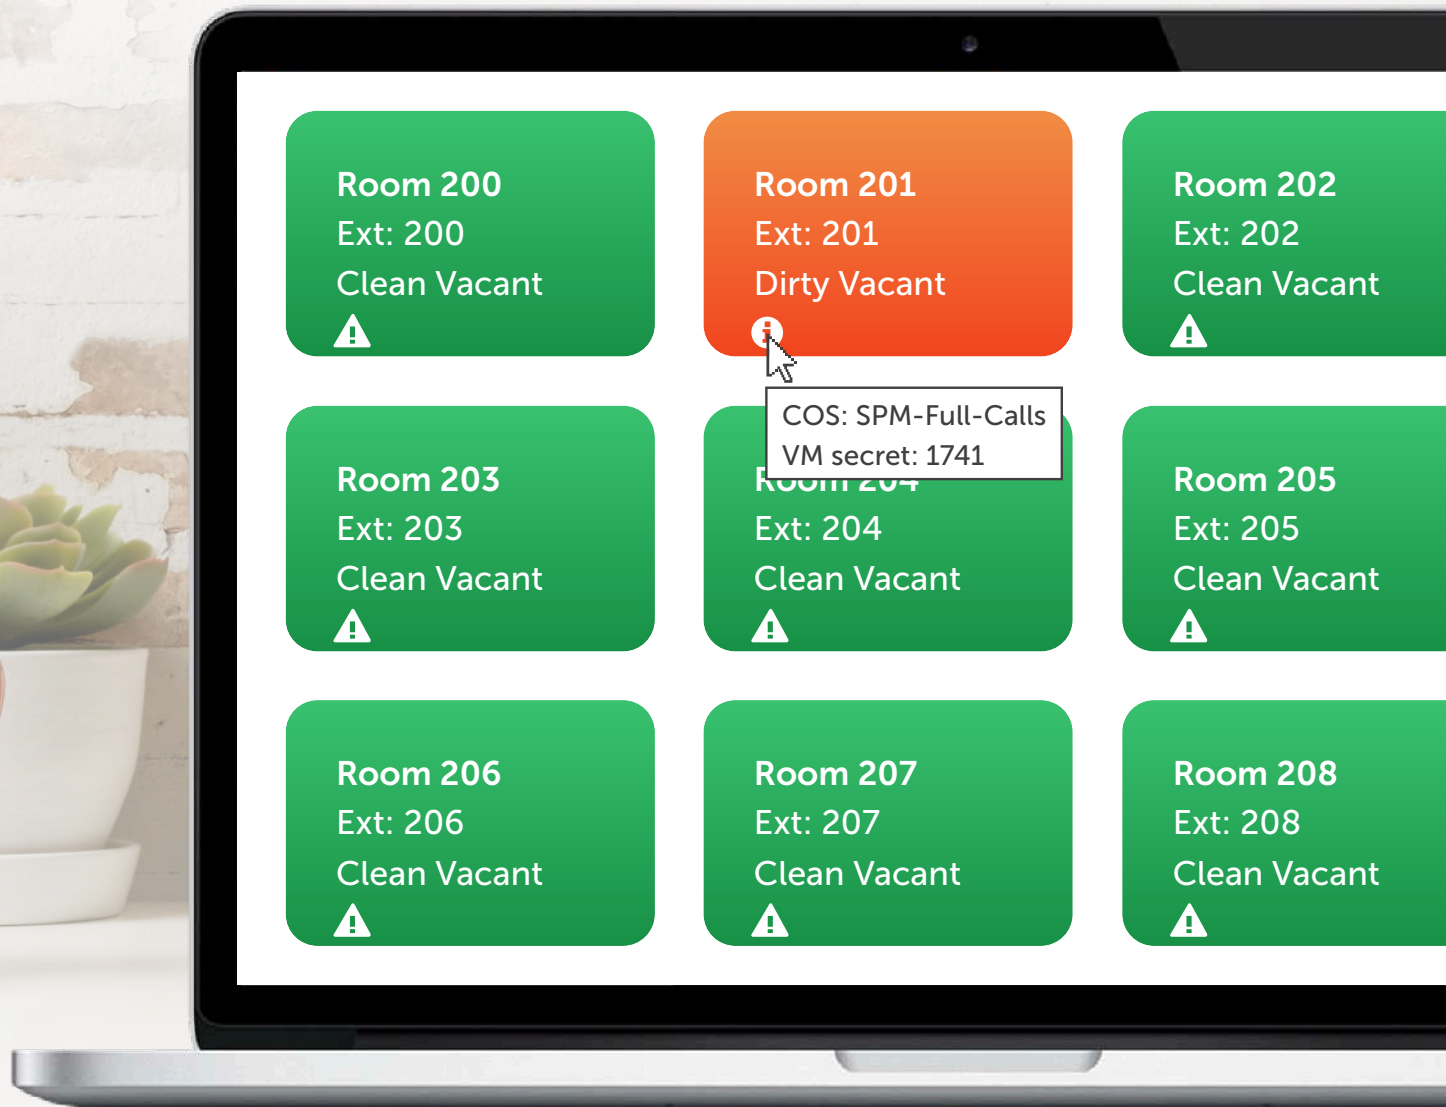 Room 200
Ext: 200
Clean Vacant
Room 201
Ext: 201
Dirty Vacant
COS: SPM-Full-Calls
VM secret: 1741
Room 202
Ext: 202
Clean Vacant
Room 203
Ext: 203
Clean Vacant
Room 204
Ext: 204
Clean Vacant
Room 205
Ext: 205
Clean Vacant
Room 206
Ext: 206
Clean Vacant
Room 207
Ext: 207
Clean Vacant
Room 208
Ext: 208
Clean Vacant